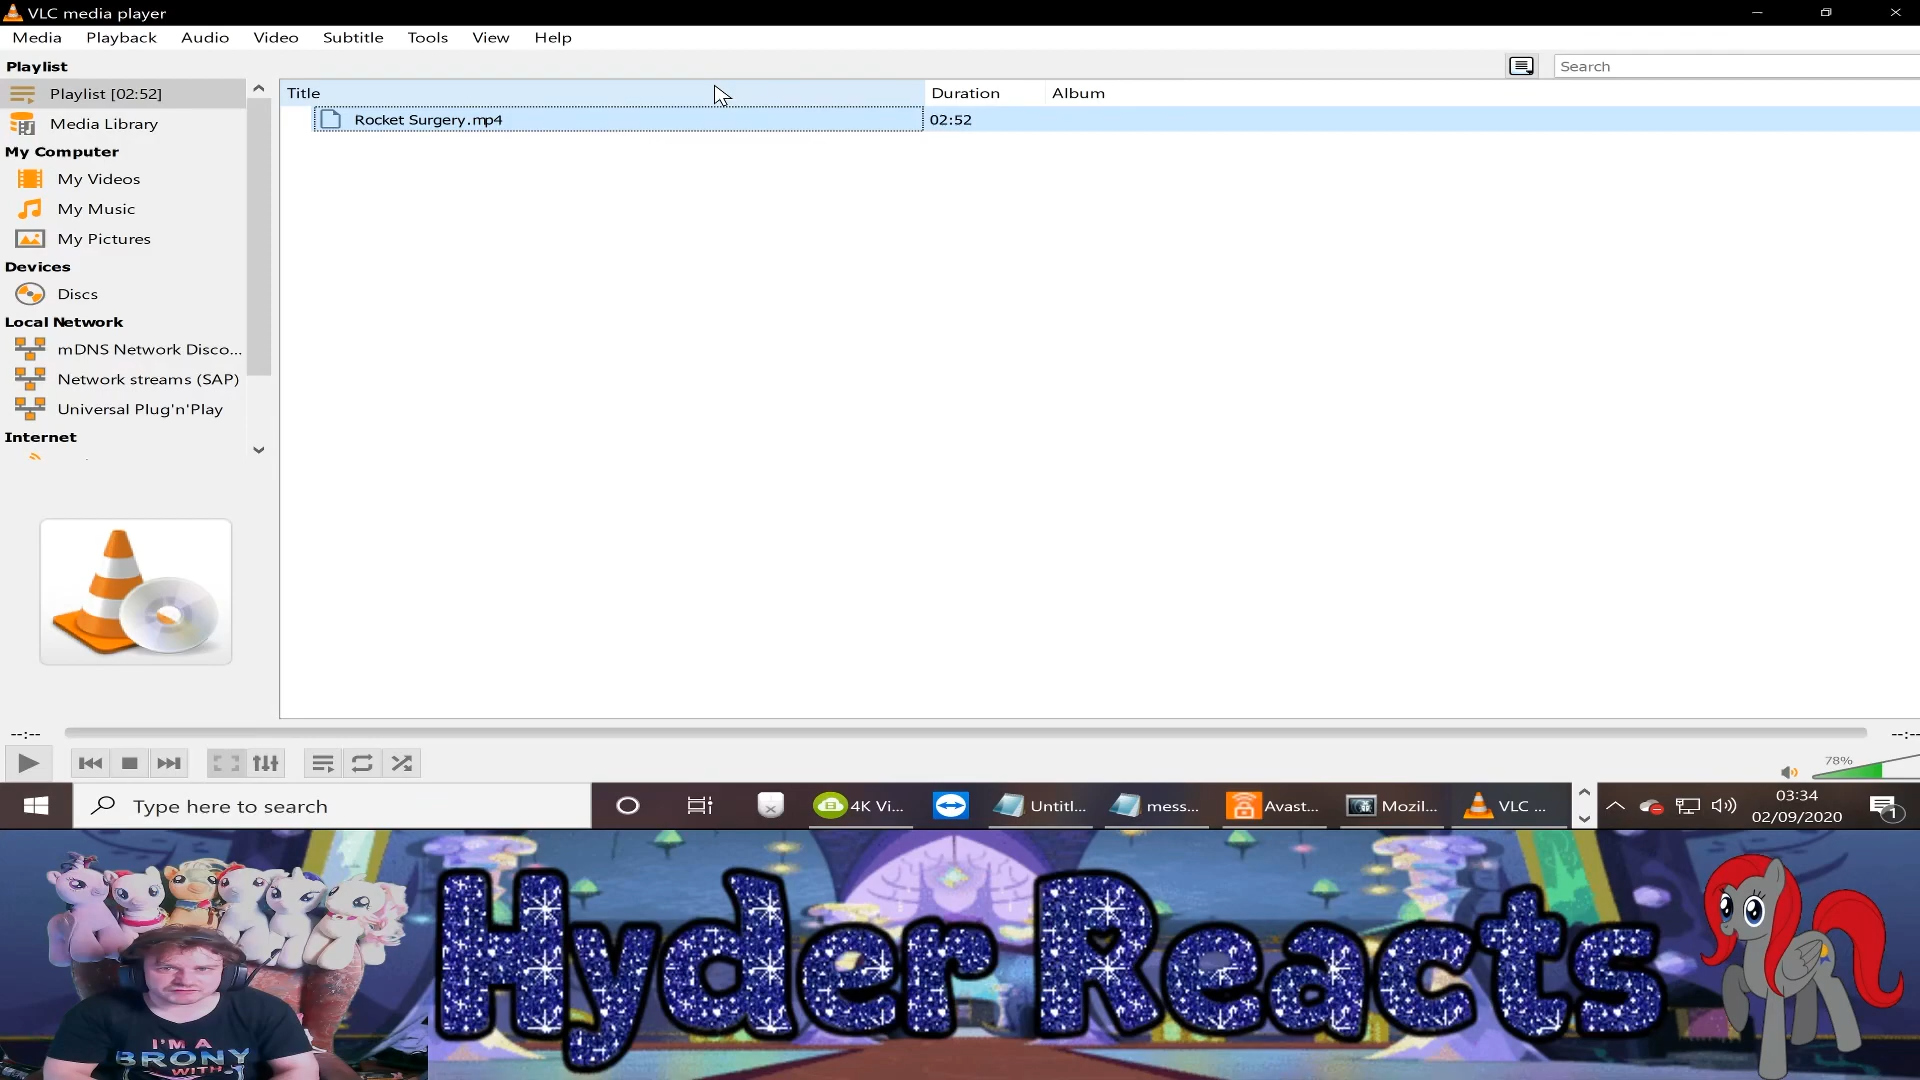 VLC media player
Media Playback Audio Video Subtitle Tools View Help
Playlist
Search
Playlist [02:52]
Title Duration Album
Rocket Surgery.mp4 02:52
Media Library
My Computer
My Videos
My Music
My Pictures
Devices
Discs
Local Network
mDNS Network Disco...
Network streams (SAP)
Universal Plug'n'Play
Internet
--:-- --:--
78%
Type here to search
4K Vi... Untitl... mess... Avast... Mozil... VLC ...
03:34
02/09/2020
1
Hyder Reacts
I'M A
BRONY
WITH